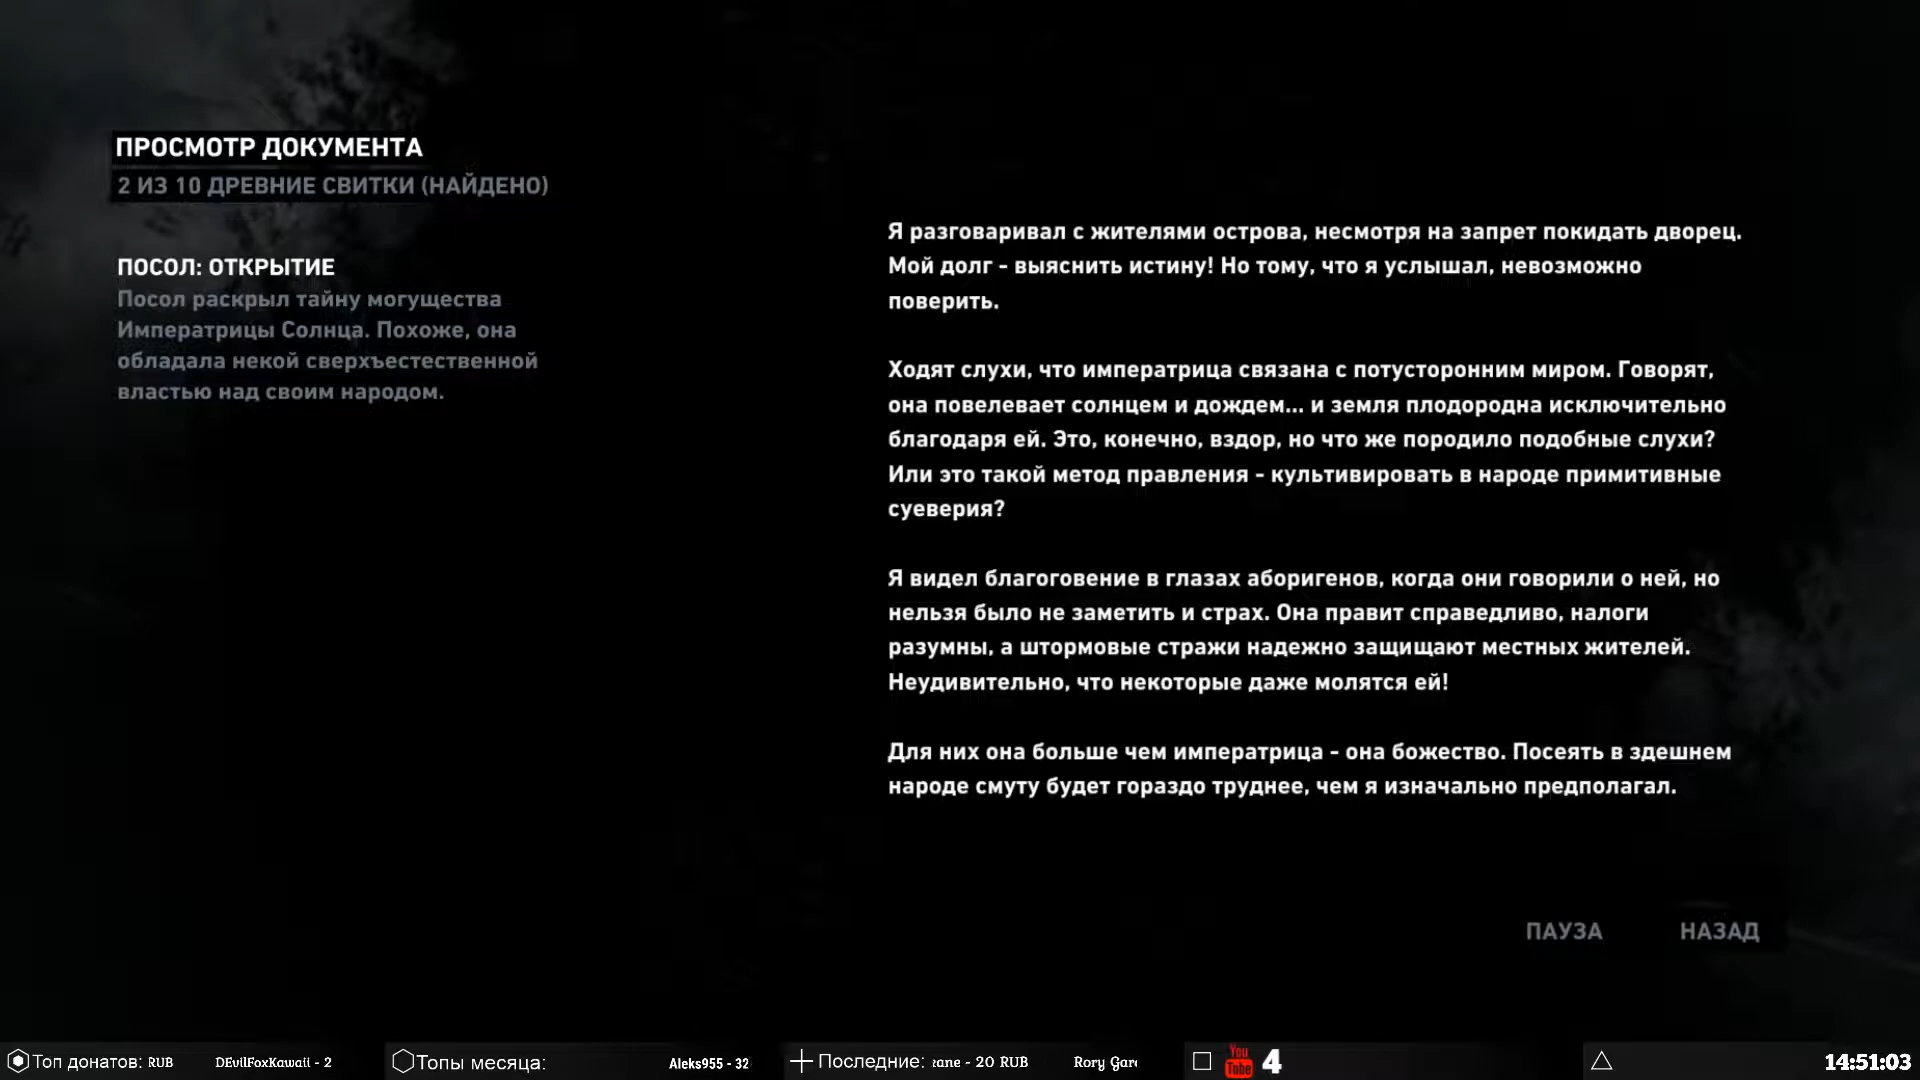 ПРОСМОТР ДОКУМЕНТА
2 ИЗ 10 ДРЕВНИЕ СВИТКИ (НАЙДЕНО)
ПОСОЛ: ОТКРЫТИЕ
Посол раскрыл тайну могущества
Императрицы Солнца. Похоже, она
обладала некой сверхъестественной
властью над своим народом.
Я разговаривал с жителями острова, несмотря на запрет покидать дворец.
Мой долг - выяснить истину! Но тому, что я услышал, невозможно
поверить.
Ходят слухи, что императрица связана с потусторонним миром. Говорят,
она повелевает солнцем и дождем... и земля плодородна исключительно
благодаря ей. Это, конечно, вздор, но что же породило подобные слухи?
Или это такой метод правления - культивировать в народе примитивные
суеверия?
Я видел благоговение в глазах аборигенов, когда они говорили о ней, но
нельзя было не заметить и страх. Она правит справедливо, налоги
разумны, а штормовые стражи надежно защищают местных жителей.
Неудивительно, что некоторые даже молятся ей!
Для них она больше чем императрица - она божество. Посеять в здешнем
народе смуту будет гораздо труднее, чем я изначально предполагал.
ПАУЗА НАЗАД
Топ донатов: RUB DEvilFoxKawaii - 2 Топы месяца: Aleks955 - 32 Последние: - 20 RUB Rory You Tube 4 14:51:03